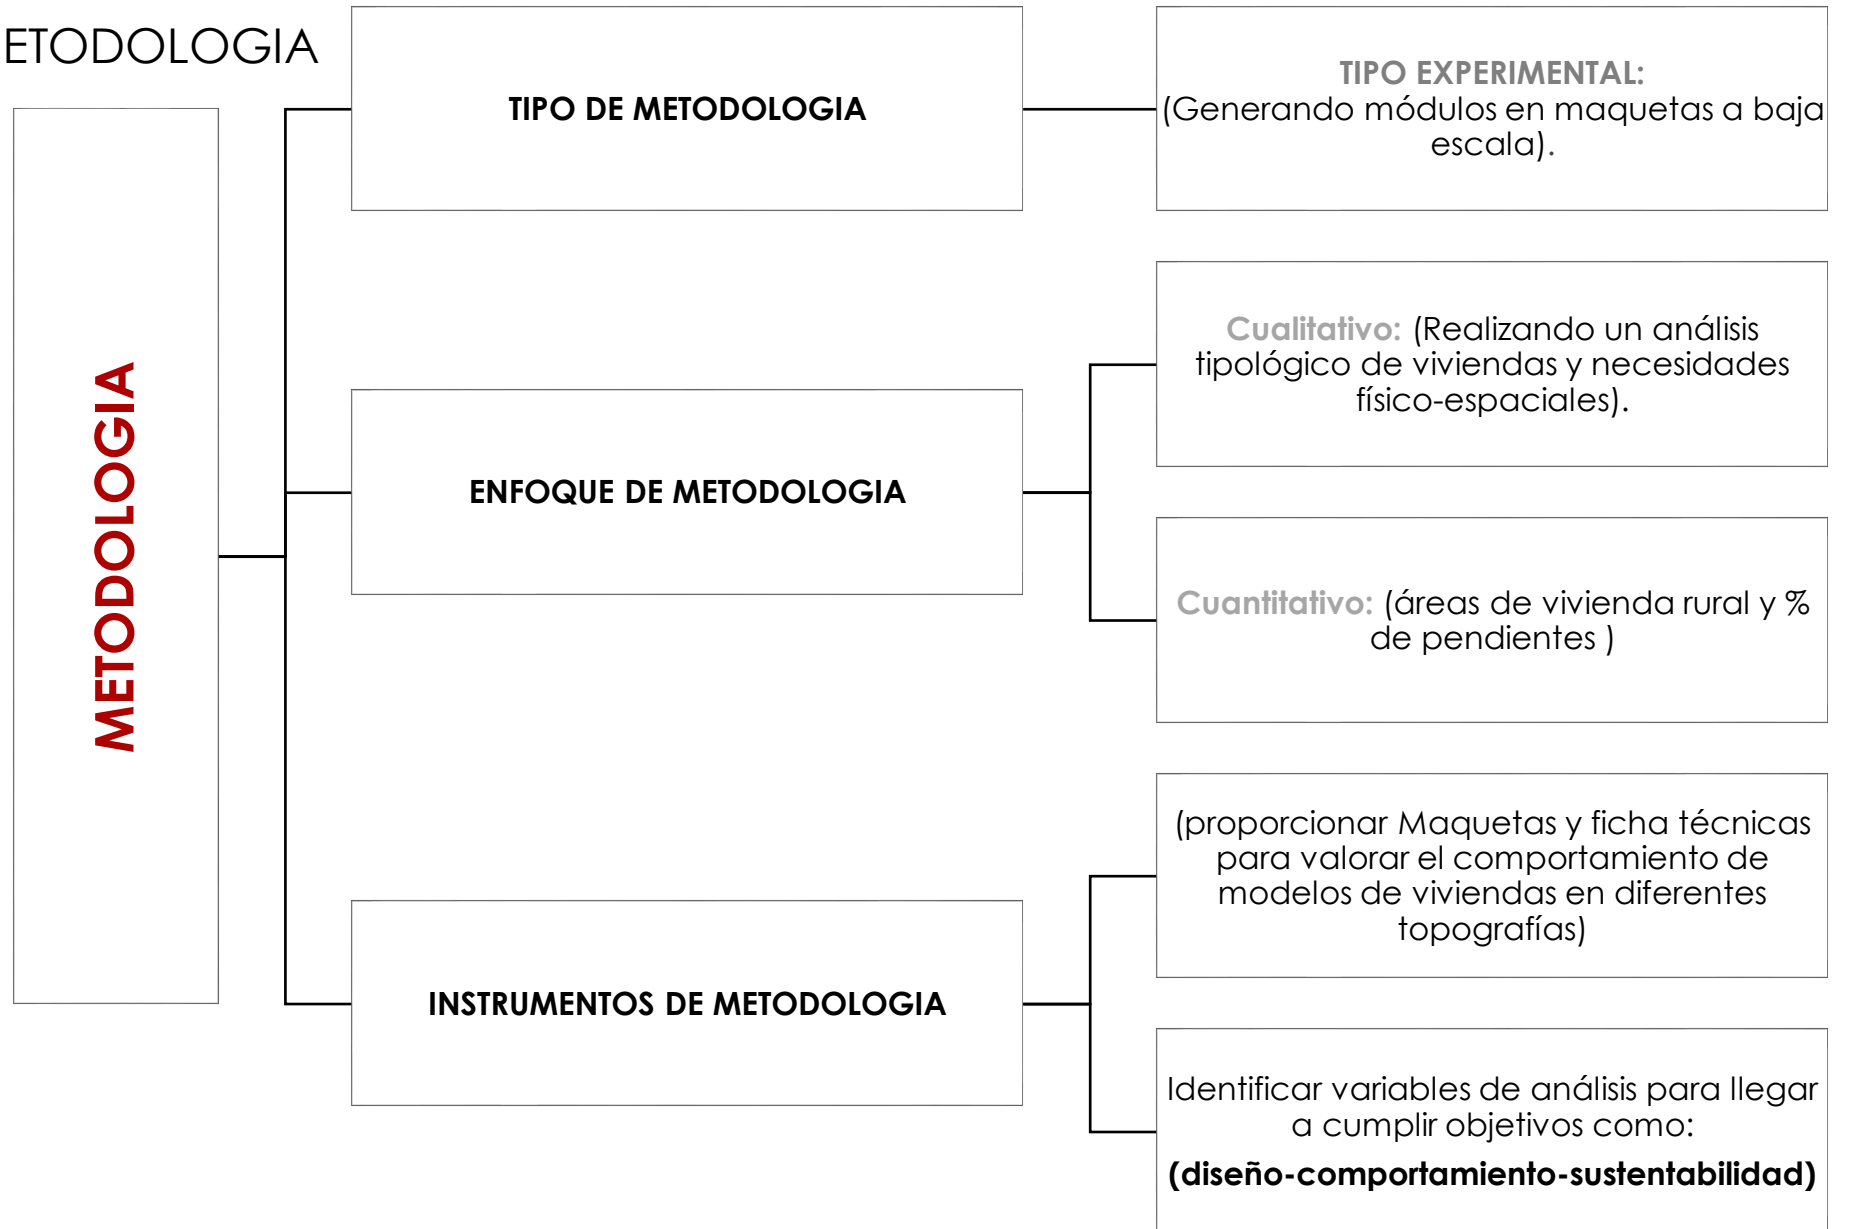 ETODOLOGIA
METODOLOGIA
TIPO DE METODOLOGIA
TIPO EXPERIMENTAL:
(Generando módulos en maquetas a baja
escala).
ENFOQUE DE METODOLOGIA
Cualitativo: (Realizando un análisis
tipológico de viviendas y necesidades
físico-espaciales).
Cuantitativo: (áreas de vivienda rural y %
de pendientes )
INSTRUMENTOS DE METODOLOGIA
(proporcionar Maquetas y ficha técnicas
para valorar el comportamiento de
modelos de viviendas en diferentes
topografías)
Identificar variables de análisis para llegar
a cumplir objetivos como:
(diseño-comportamiento-sustentabilidad)